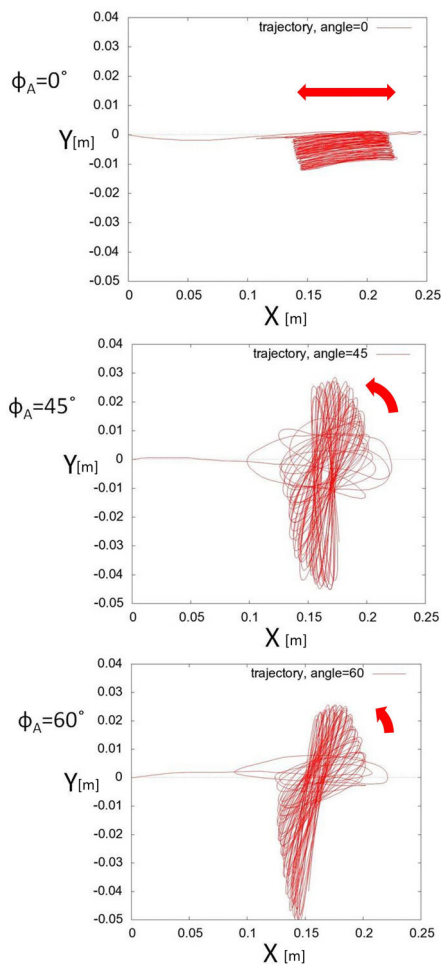 trajectory, angle=0
ϕA=0°
0.04
0.03
0.02
0.01
0
-0.01
-0.02
-0.03
-0.04
-0.05
Y[m]
0 0.05 0.1 0.15 0.2 0.25
X [m]
trajectory, angle=45
ϕA=45°
0.04
0.03
0.02
0.01
0
-0.01
-0.02
-0.03
-0.04
-0.05
Y[m]
0 0.05 0.1 0.15 0.2 0.25
X [m]
trajectory, angle=60
ϕA=60°
0.04
0.03
0.02
0.01
0
-0.01
-0.02
-0.03
-0.04
-0.05
Y[m]
0 0.05 0.1 0.15 0.2 0.25
X [m]